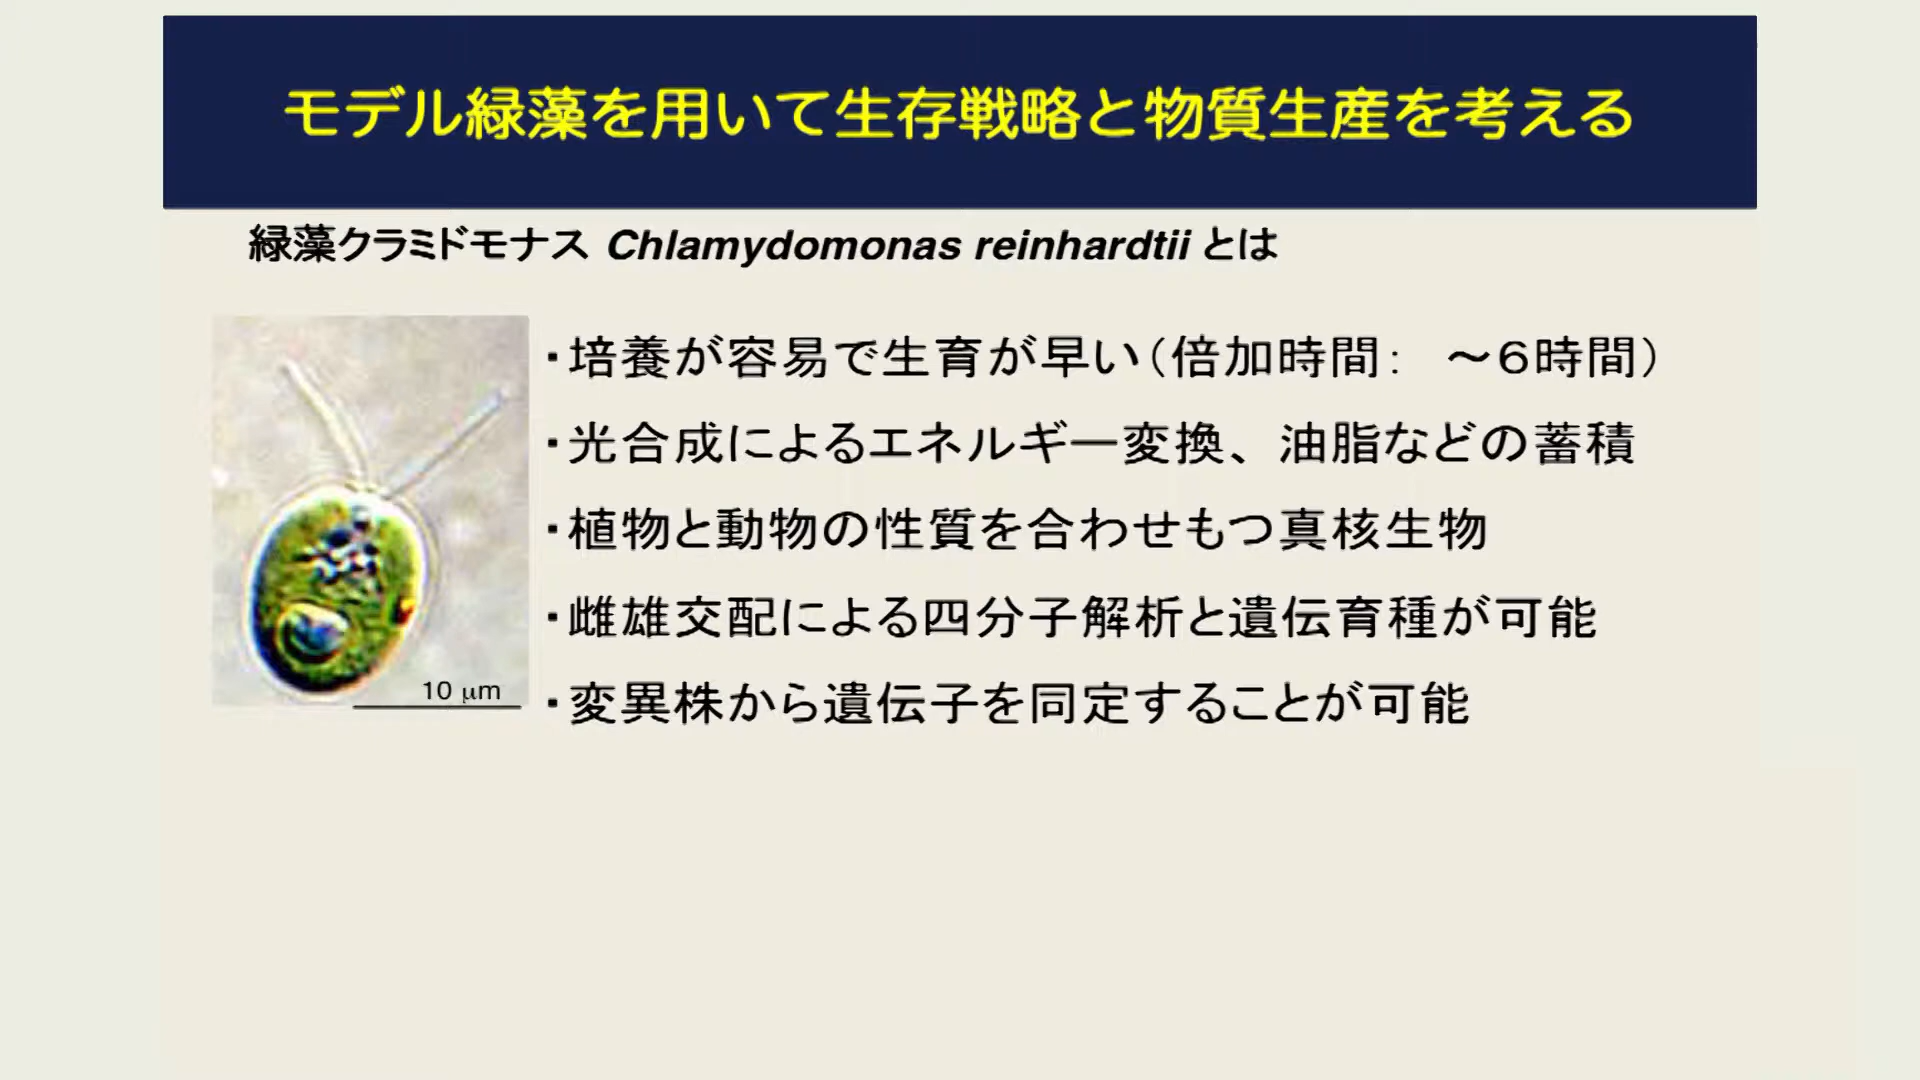 モデル緑藻を用いて生存戦略と物質生産を考える
緑藻クラミドモナス Chlamydomonas reinhardtii とは
・培養が容易で生育が早い（倍加時間：　～６時間）
・光合成によるエネルギー変換、油脂などの蓄積
・植物と動物の性質を合わせもつ真核生物
・雌雄交配による四分子解析と遺伝育種が可能
・変異株から遺伝子を同定することが可能
10 μm